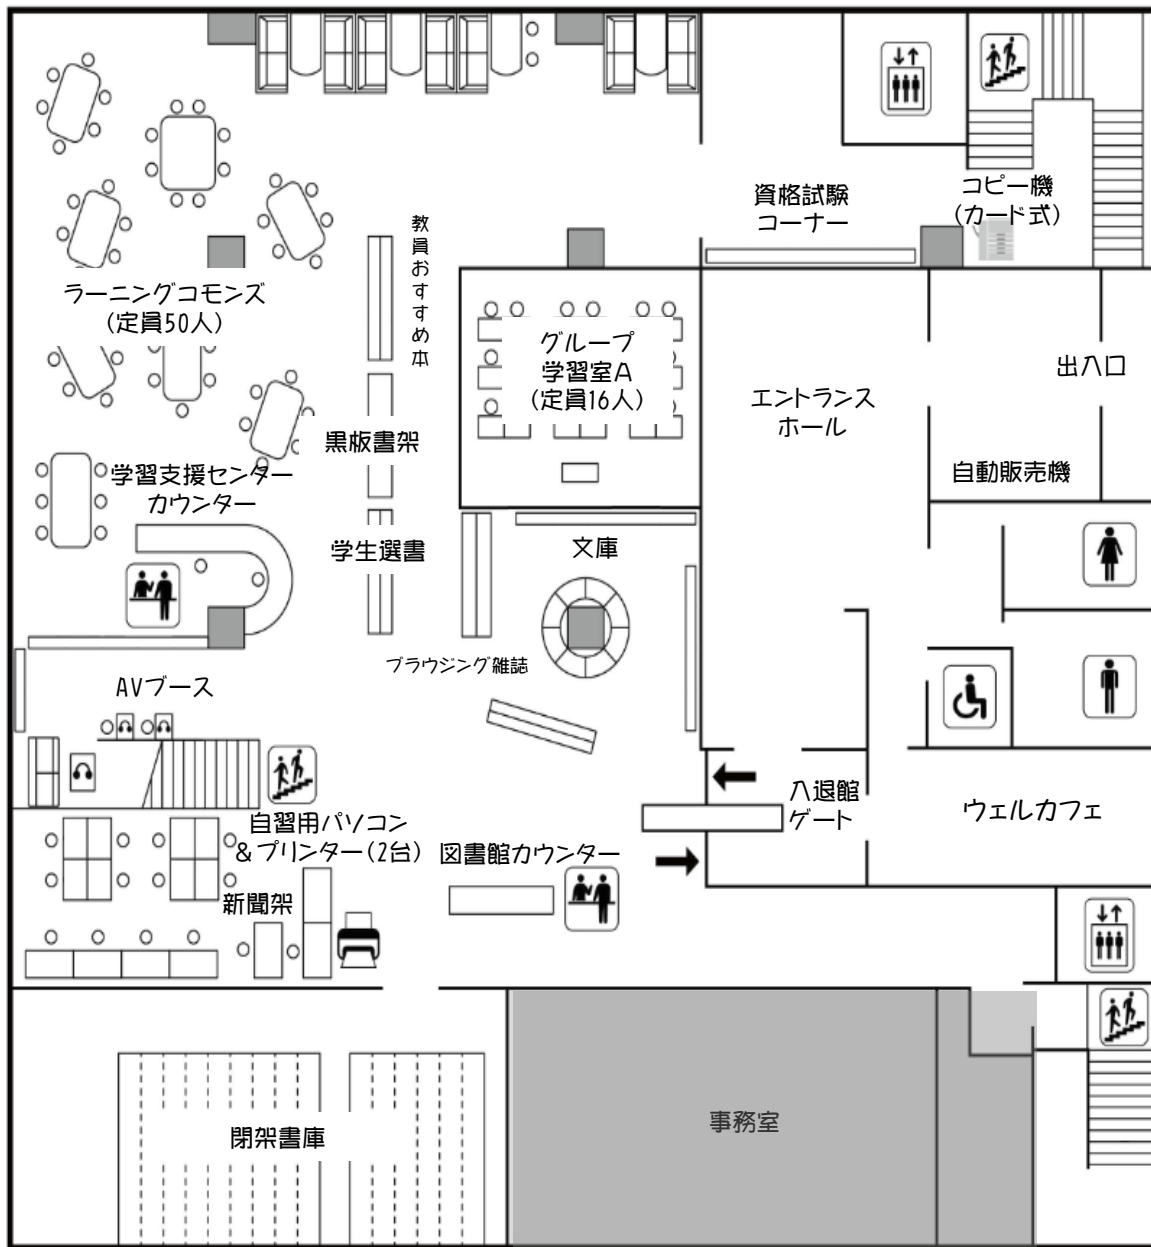 資格試験
コーナー
コピー機
(カード式)
教員おすすめ本
ラーニングコモンズ
(定員50人)
グループ
学習室A
(定員16人)
エントランス
ホール
出入口
黒板書架
学習支援センター
カウンター
自動販売機
学生選書
文庫
ブラウジング雑誌
AVブース
入退館
ゲート
ウェルカフェ
自習用パソコン
&プリンター(2台)
図書館カウンター
新聞架
閉架書庫
事務室